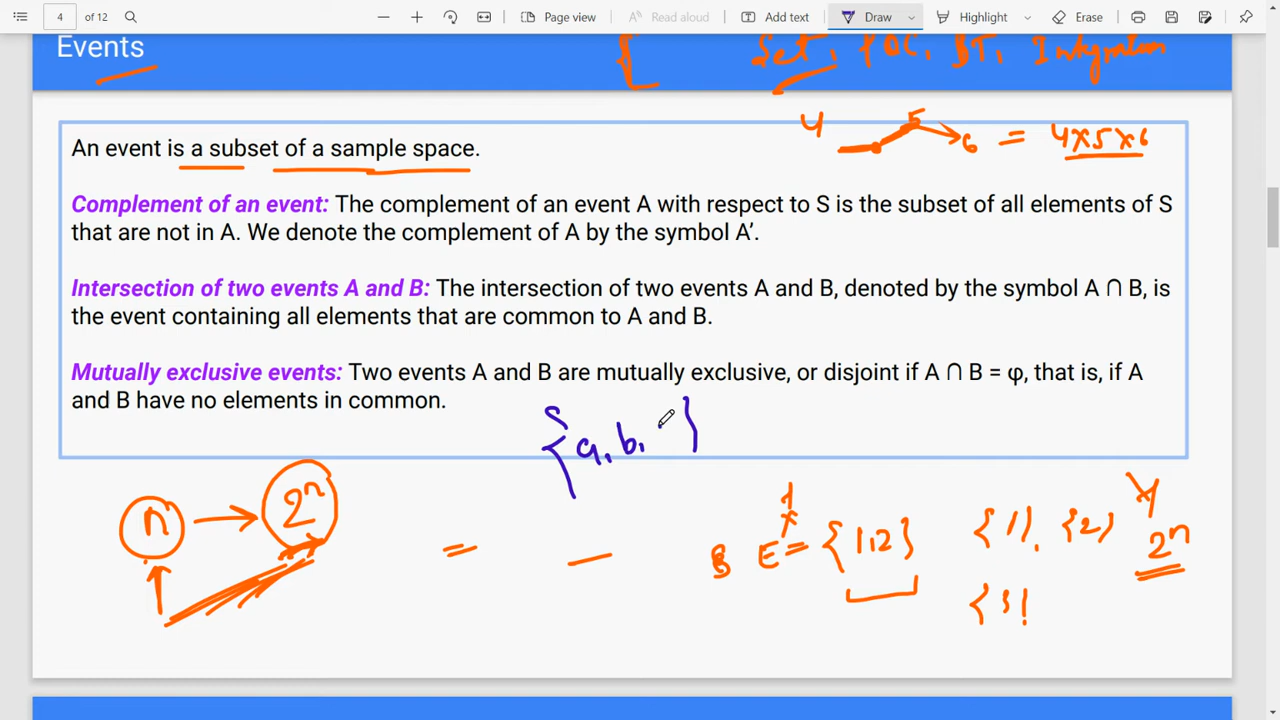 4 of 12 Page view Read aloud Add text Draw Highlight Erase
Events
Set, POC, BT, Integration
4 5 6 = 4x5x6
An event is a subset of a sample space.
Complement of an event: The complement of an event A with respect to S is the subset of all elements of S
that are not in A. We denote the complement of A by the symbol A’.
Intersection of two events A and B: The intersection of two events A and B, denoted by the symbol A ∩ B, is
the event containing all elements that are common to A and B.
Mutually exclusive events: Two events A and B are mutually exclusive, or disjoint if A ∩ B = φ, that is, if A
and B have no elements in common.
S
{a, b, }
n → 2ⁿ
= — E = {1,2} {1}, {2} 2ⁿ